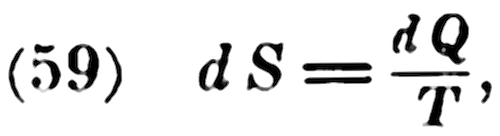 (59) dS = dQ/T,